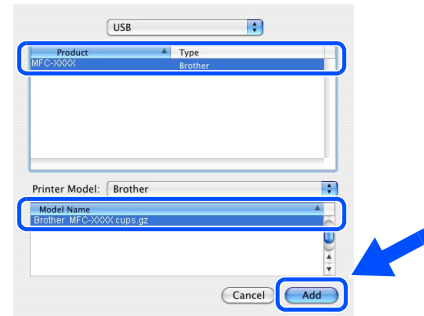 USB
Product Type
MFC-XXXX Brother
Printer Model: Brother
Model Name
Brother MFC-XXXX cups.gz
Cancel Add